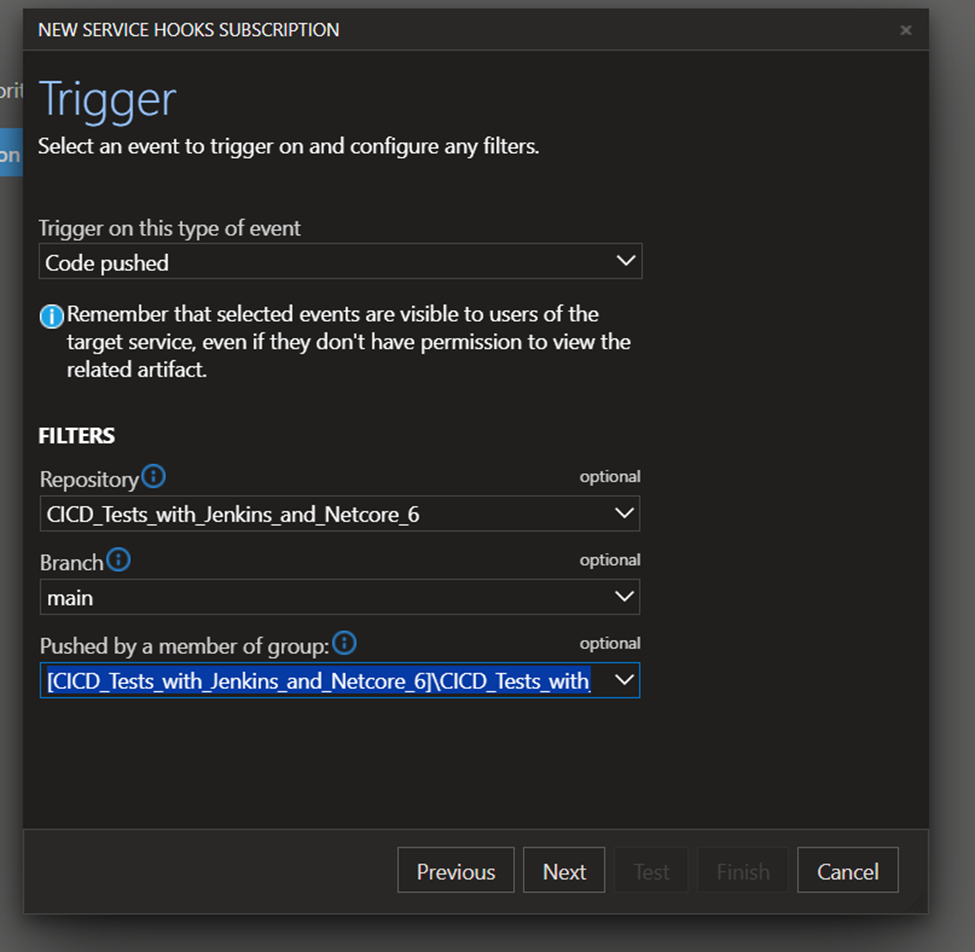 NEW SERVICE HOOKS SUBSCRIPTION
Trigger
Select an event to trigger on and configure any filters.
Trigger on this type of event
Code pushed
Remember that selected events are visible to users of the
target service, even if they don't have permission to view the
related artifact.
FILTERS
Repository optional
CICD_Tests_with_Jenkins_and_Netcore_6
Branch optional
main
Pushed by a member of group: optional
[CICD_Tests_with_Jenkins_and_Netcore_6]\CICD_Tests_with_
Previous Next Test Finish Cancel